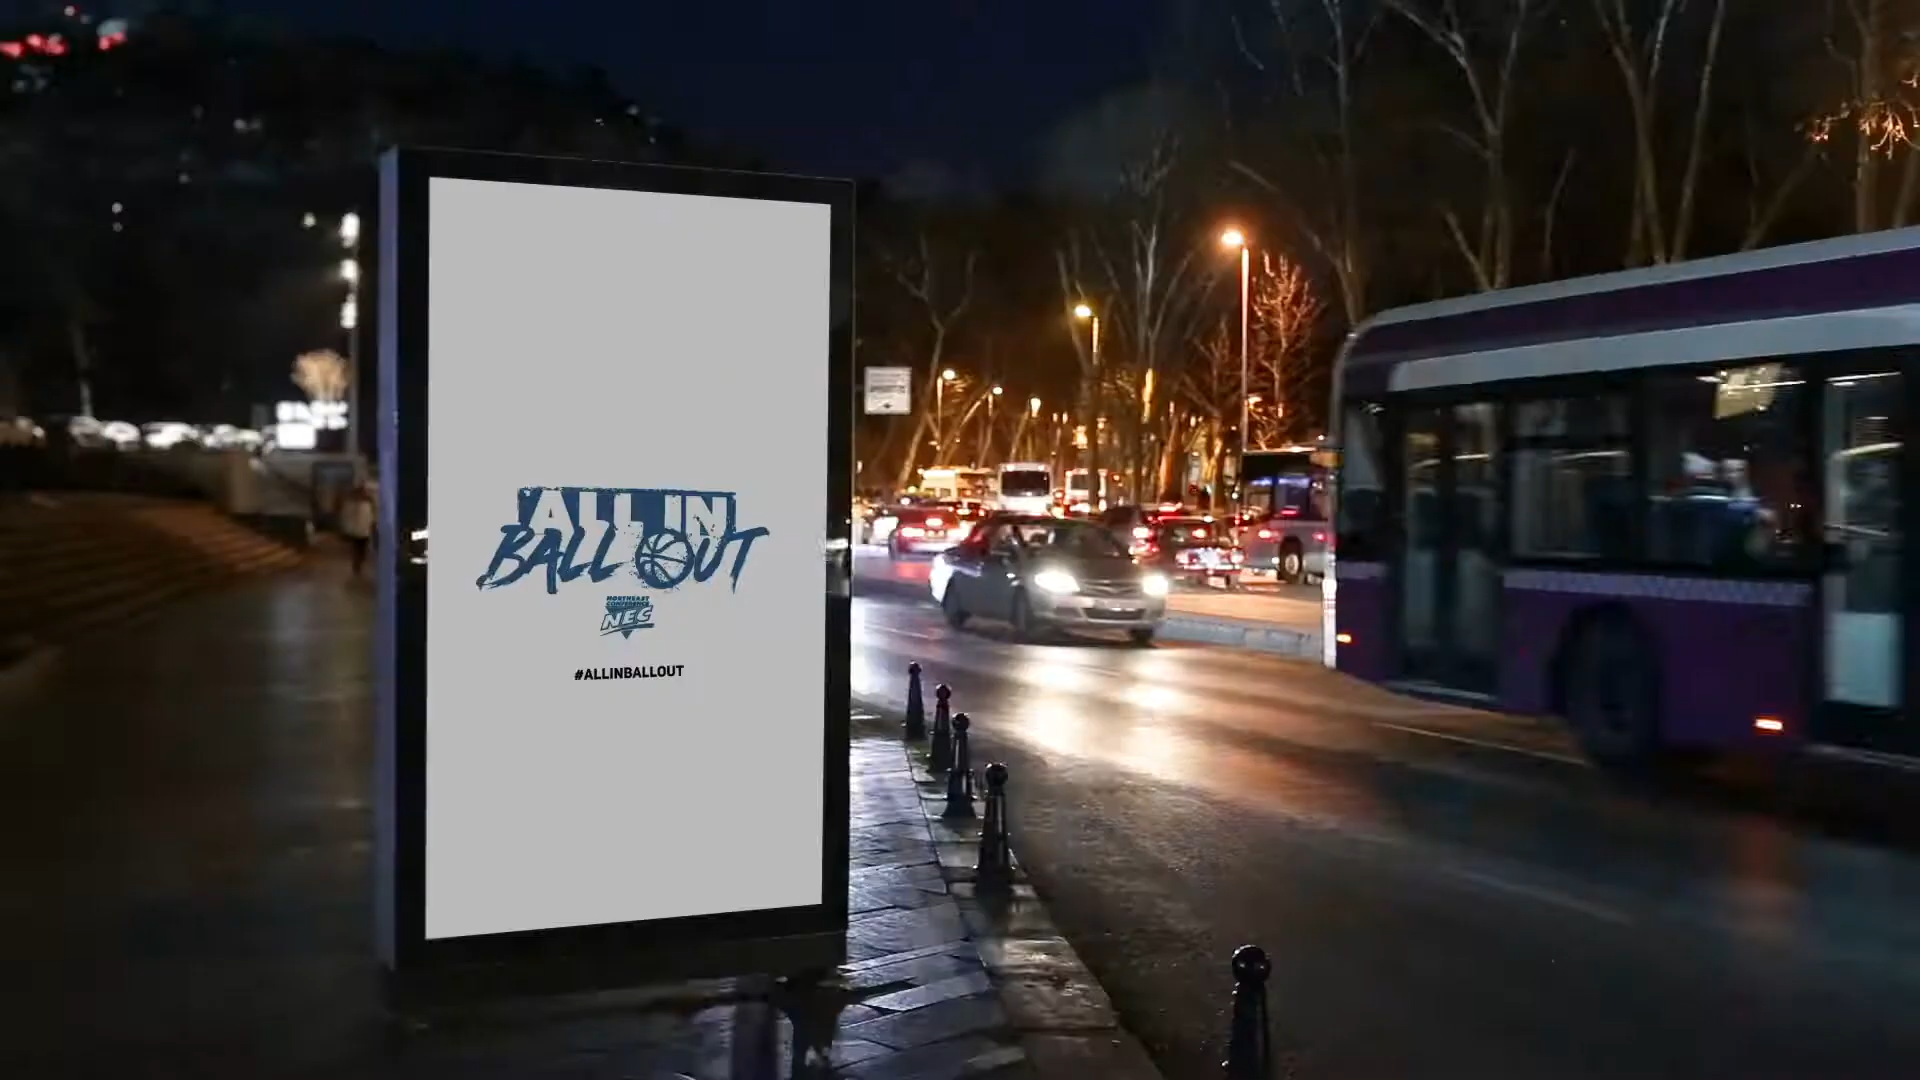 ALL IN
BALL OUT
NORTHEAST
CONFERENCE
NEC
#ALLINBALLOUT